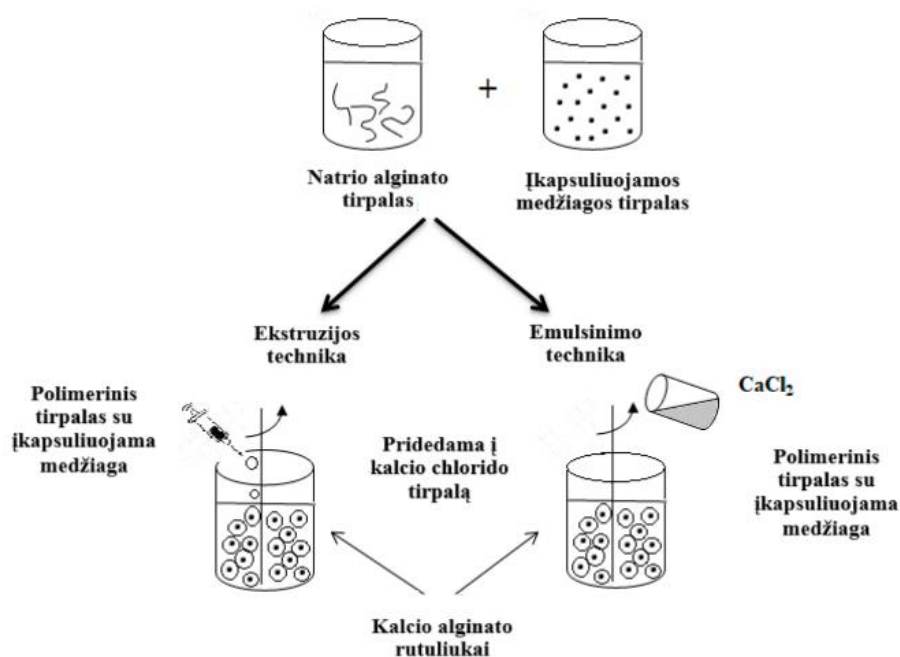 +
Natrio alginato
tirpalas
Įkapsuliuojamos
medžiagos tirpalas
Ekstruzijos
technika
Emulsinimo
technika
Polimerinis
tirpalas su
įkapsuliuojama
medžiaga
Pridedama į
kalcio chlorido
tirpalą
CaCl₂
Polimerinis
tirpalas su
įkapsuliuojama
medžiaga
Kalcio alginato
rutuliukai